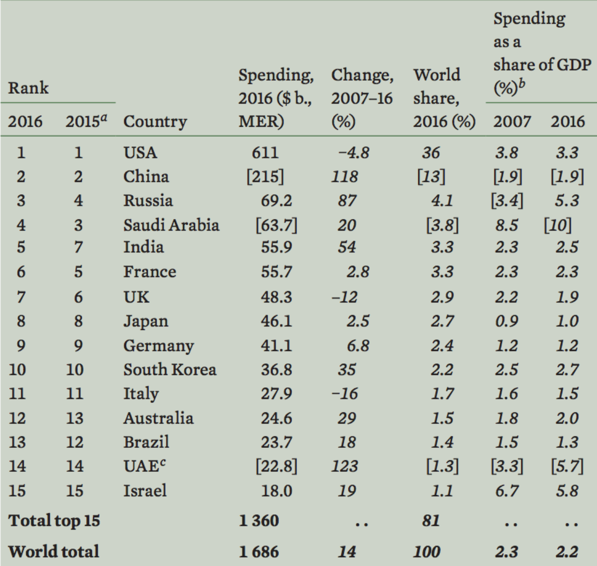 Spending
as a
share of GDP
(%)b
Rank
Spending,
2016 ($ b.,
MER)
Change,
2007–16
(%)
World
share,
2016 (%)
2016 2015a Country 2007 2016
1 1 USA 611 –4.8 36 3.8 3.3
2 2 China [215] 118 [13] [1.9] [1.9]
3 4 Russia 69.2 87 4.1 [3.4] 5.3
4 3 Saudi Arabia [63.7] 20 [3.8] 8.5 [10]
5 7 India 55.9 54 3.3 2.3 2.5
6 5 France 55.7 2.8 3.3 2.3 2.3
7 6 UK 48.3 –12 2.9 2.2 1.9
8 8 Japan 46.1 2.5 2.7 0.9 1.0
9 9 Germany 41.1 6.8 2.4 1.2 1.2
10 10 South Korea 36.8 35 2.2 2.5 2.7
11 11 Italy 27.9 –16 1.7 1.6 1.5
12 13 Australia 24.6 29 1.5 1.8 2.0
13 12 Brazil 23.7 18 1.4 1.5 1.3
14 14 UAEc [22.8] 123 [1.3] [3.3] [5.7]
15 15 Israel 18.0 19 1.1 6.7 5.8
Total top 15 1 360 . . 81 . . . .
World total 1 686 14 100 2.3 2.2